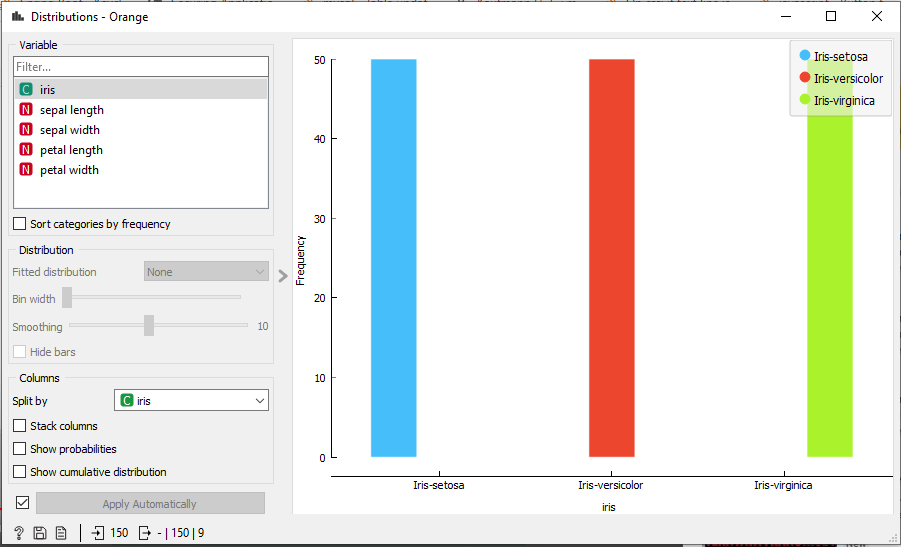 Distributions - Orange
Variable
Filter...
C iris
N sepal length
N sepal width
N petal length
N petal width
Sort categories by frequency
Distribution
Fitted distribution None
Bin width
Smoothing 10
Hide bars
Columns
Split by C iris
Stack columns
Show probabilities
Show cumulative distribution
Apply Automatically
? 150 - | 150 | 9
Iris-setosa
Iris-versicolor
Iris-virginica
50
40
30
20
10
0
Frequency
Iris-setosa Iris-versicolor Iris-virginica
iris